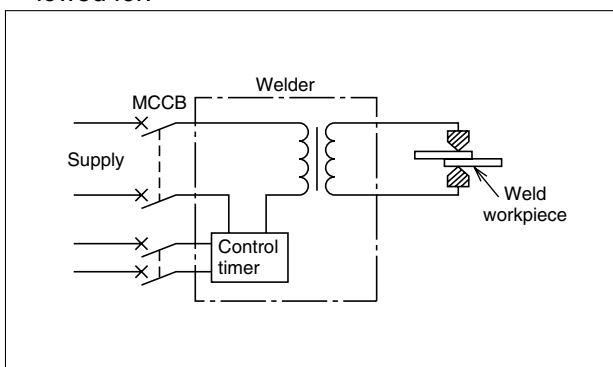 Welder
MCCB
Supply
Weld
workpiece
Control
timer